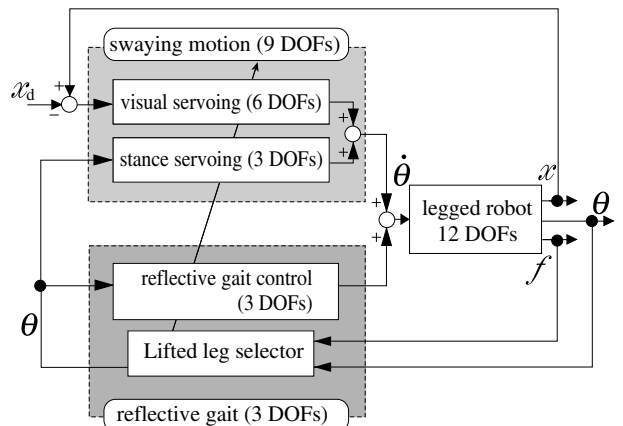 swaying motion (9 DOFs)
+
x_d
−
visual servoing (6 DOFs)
+
+
stance servoing (3 DOFs)
θ̇
x
+
+
legged robot
12 DOFs
θ
f
reflective gait control
(3 DOFs)
θ
Lifted leg selector
reflective gait (3 DOFs)